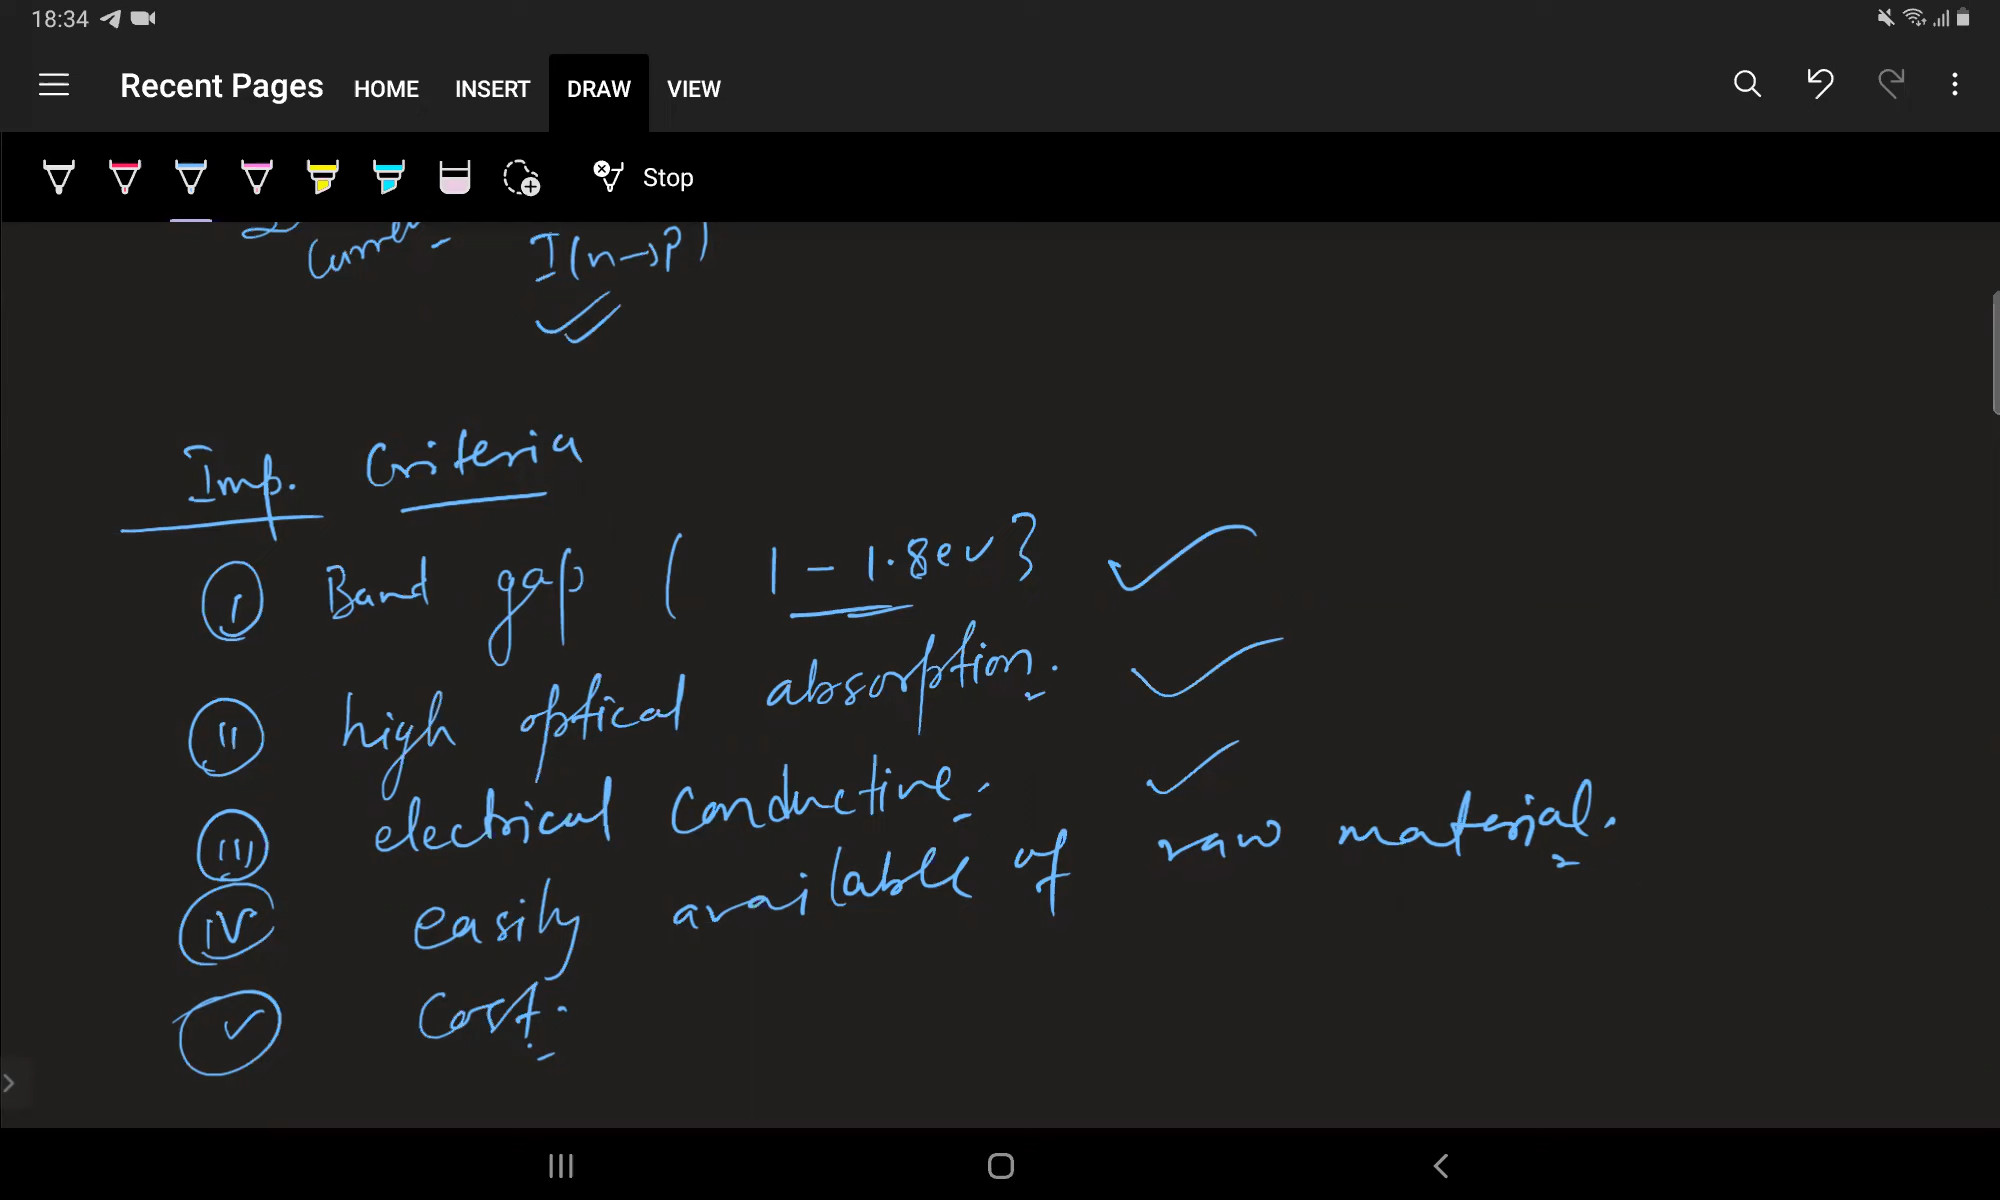 18:34
Recent Pages HOME INSERT DRAW VIEW
Stop
I(n→p)
Imp. Criteria
(I) Band gap ( 1 - 1.8ev}
(II) high optical absorption.
(III) electrical conductive.
(IV) easily available of raw material.
(V) Cost.